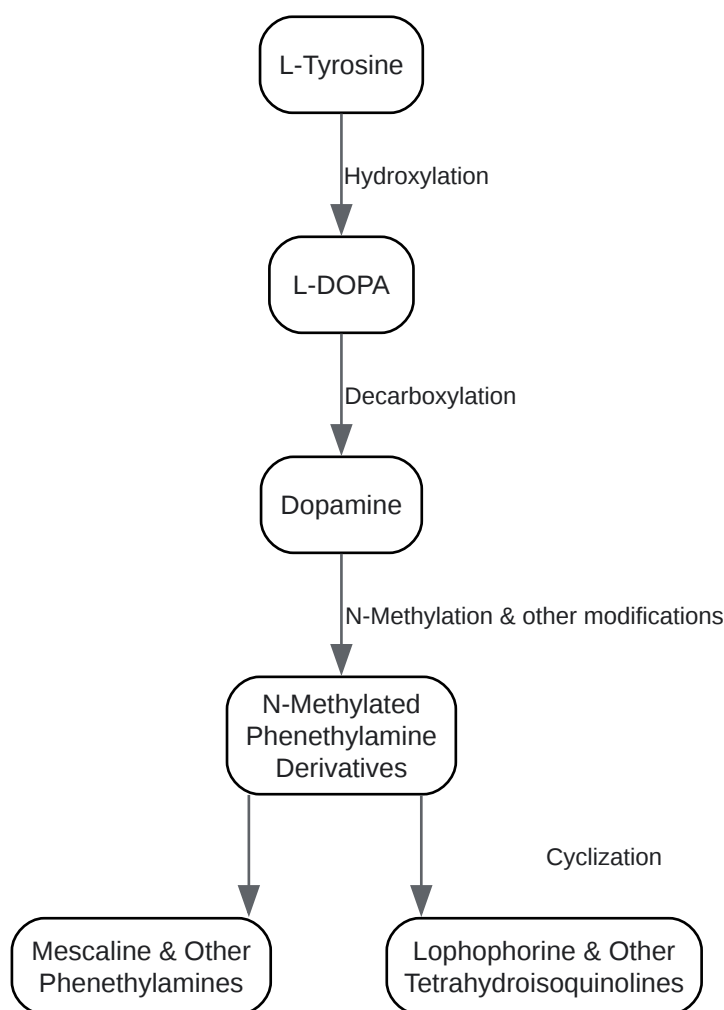 L-Tyrosine
Hydroxylation
L-DOPA
Decarboxylation
Dopamine
N-Methylation & other modifications
N-Methylated
Phenethylamine
Derivatives
Cyclization
Mescaline & Other
Phenethylamines
Lophophorine & Other
Tetrahydroisoquinolines